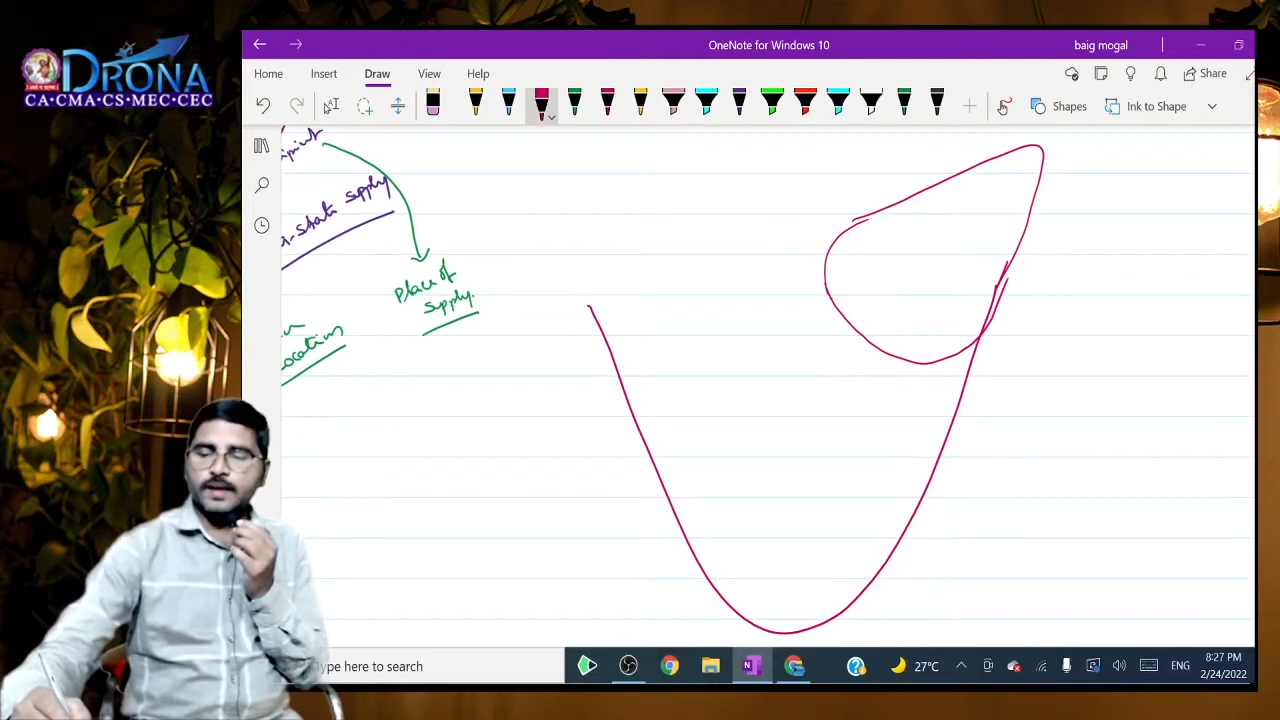 DRONA
CA•CMA•CS•MEC•CEC
OneNote for Windows 10
baig mogal
Home Insert Draw View Help
Share
Shapes
Ink to Shape
supply
Place of
supply.
ype here to search
27°C
ENG
8:27 PM
2/24/2022